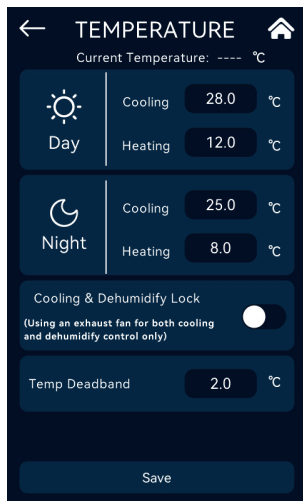 TEMPERATURE
Current Temperature: ---- ℃
Cooling 28.0 ℃
Day
Heating 12.0 ℃
Cooling 25.0 ℃
Night
Heating 8.0 ℃
Cooling & Dehumidify Lock
(Using an exhaust fan for both cooling
and dehumidify control only)
Temp Deadband 2.0 ℃
Save